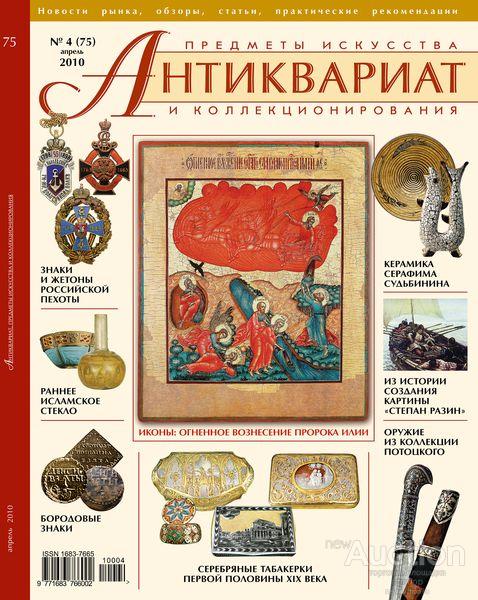 Новости рынка, обзоры, статьи, практические рекомендации
75
№ 4 (75)
апрель
2010
ПРЕДМЕТЫ ИСКУССТВА
АНТИКВАРИАТ
И КОЛЛЕКЦИОНИРОВАНИЯ
ЗНАКИ
И ЖЕТОНЫ
РОССИЙСКОЙ
ПЕХОТЫ
РАННЕЕ
ИСЛАМСКОЕ
СТЕКЛО
БОРОДОВЫЕ
ЗНАКИ
КЕРАМИКА
СЕРАФИМА
СУДЬБИНИНА
ИЗ ИСТОРИИ
СОЗДАНИЯ
КАРТИНЫ
«СТЕПАН РАЗИН»
ОРУЖИЕ
ИЗ КОЛЛЕКЦИИ
ПОТОЦКОГО
ИКОНЫ: ОГНЕННОЕ ВОЗНЕСЕНИЕ ПРОРОКА ИЛИИ
СЕРЕБРЯНЫЕ ТАБАКЕРКИ
ПЕРВОЙ ПОЛОВИНЫ XIX ВЕКА
АНТИКВАРИАТ, ПРЕДМЕТЫ ИСКУССТВА И КОЛЛЕКЦИОНИРОВАНИЯ
апрель 2010
ISSN 1683-7665
10004
9 771683 766002
new
Auction